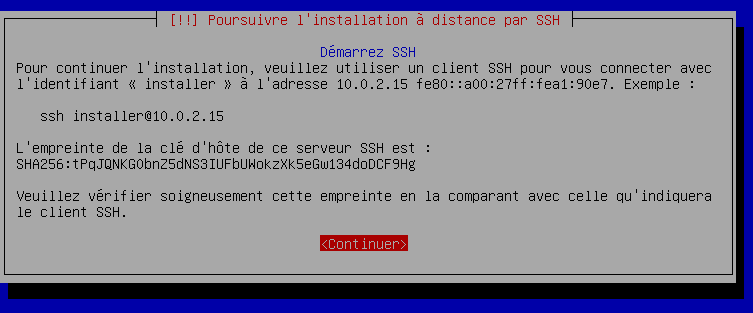 [!!] Poursuivre l'installation à distance par SSH
Démarrez SSH
Pour continuer l'installation, veuillez utiliser un client SSH pour vous connecter avec
l'identifiant « installer » à l'adresse 10.0.2.15 fe80::a00:27ff:fea1:90e7. Exemple :
ssh installer@10.0.2.15
L'empreinte de la clé d'hôte de ce serveur SSH est :
SHA256:tPqJQNKGObnZ5dNS3IUFbUWokzXk5eGw134doDCF9Hg
Veuillez vérifier soigneusement cette empreinte en la comparant avec celle qu'indiquera
le client SSH.
<Continuer>